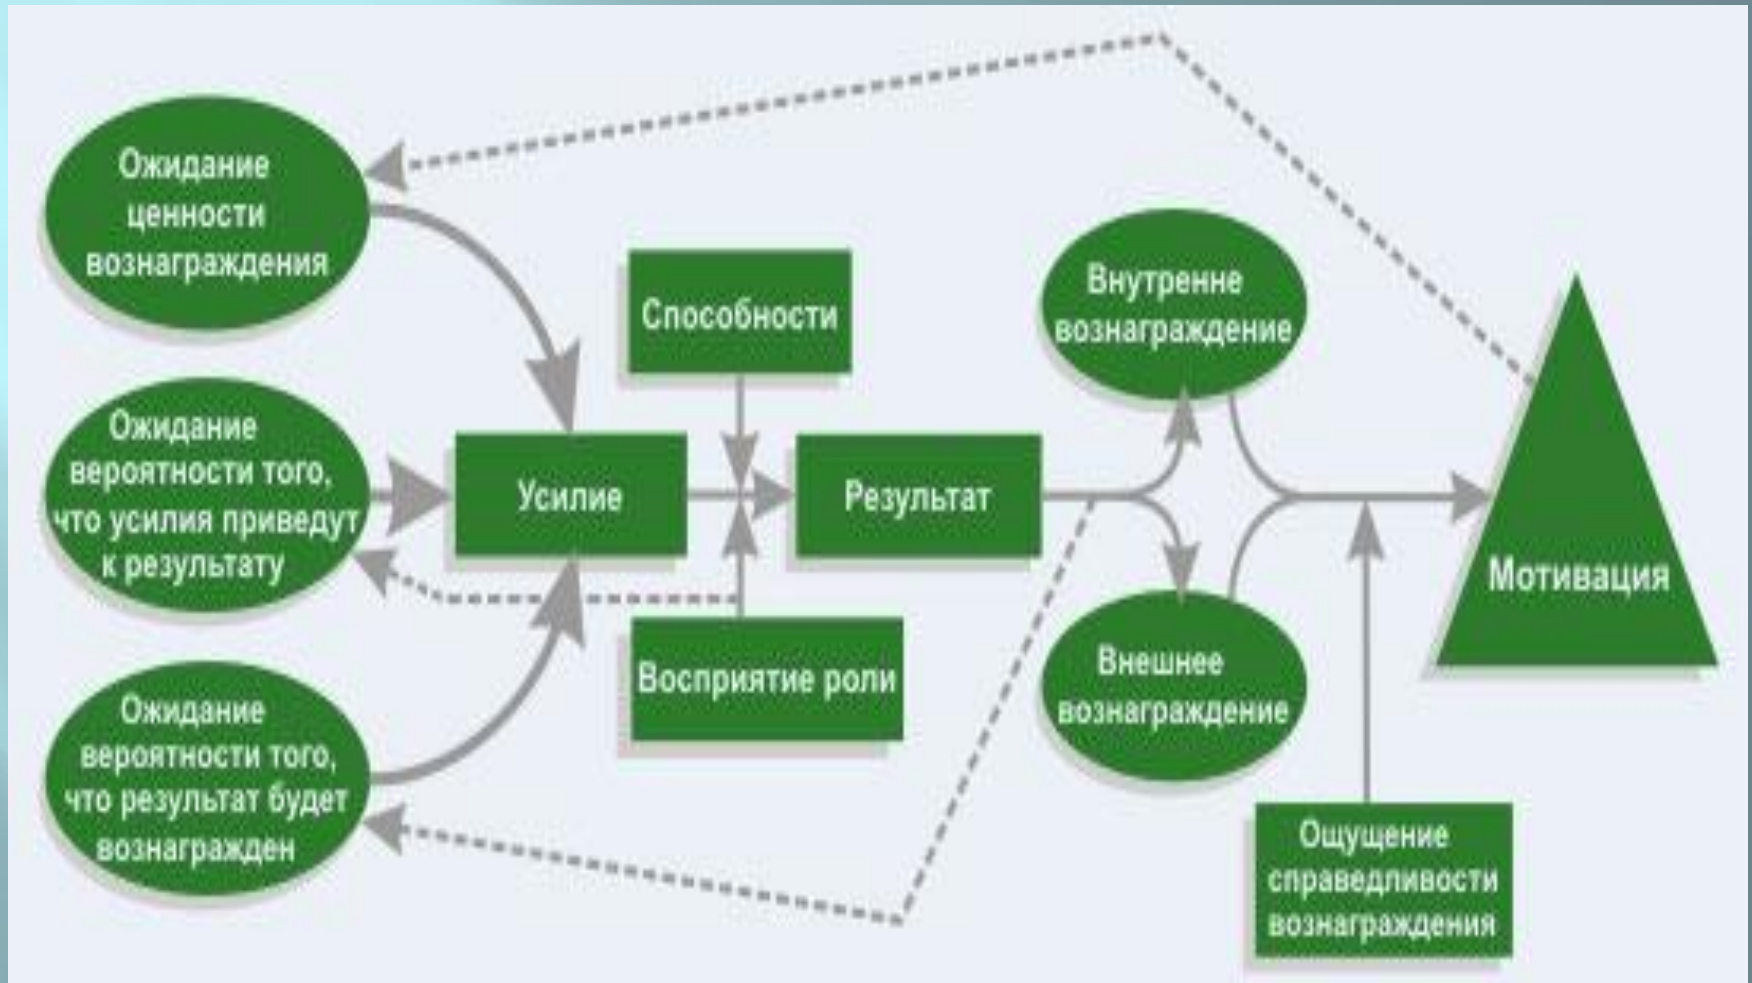 Ожидание
ценности
вознаграждения
Ожидание
вероятности того,
что усилия приведут
к результату
Ожидание
вероятности того,
что результат будет
вознагражден
Усилие
Способности
Восприятие роли
Результат
Внутренне
вознаграждение
Внешнее
вознаграждение
Ощущение
справедливости
вознаграждения
Мотивация